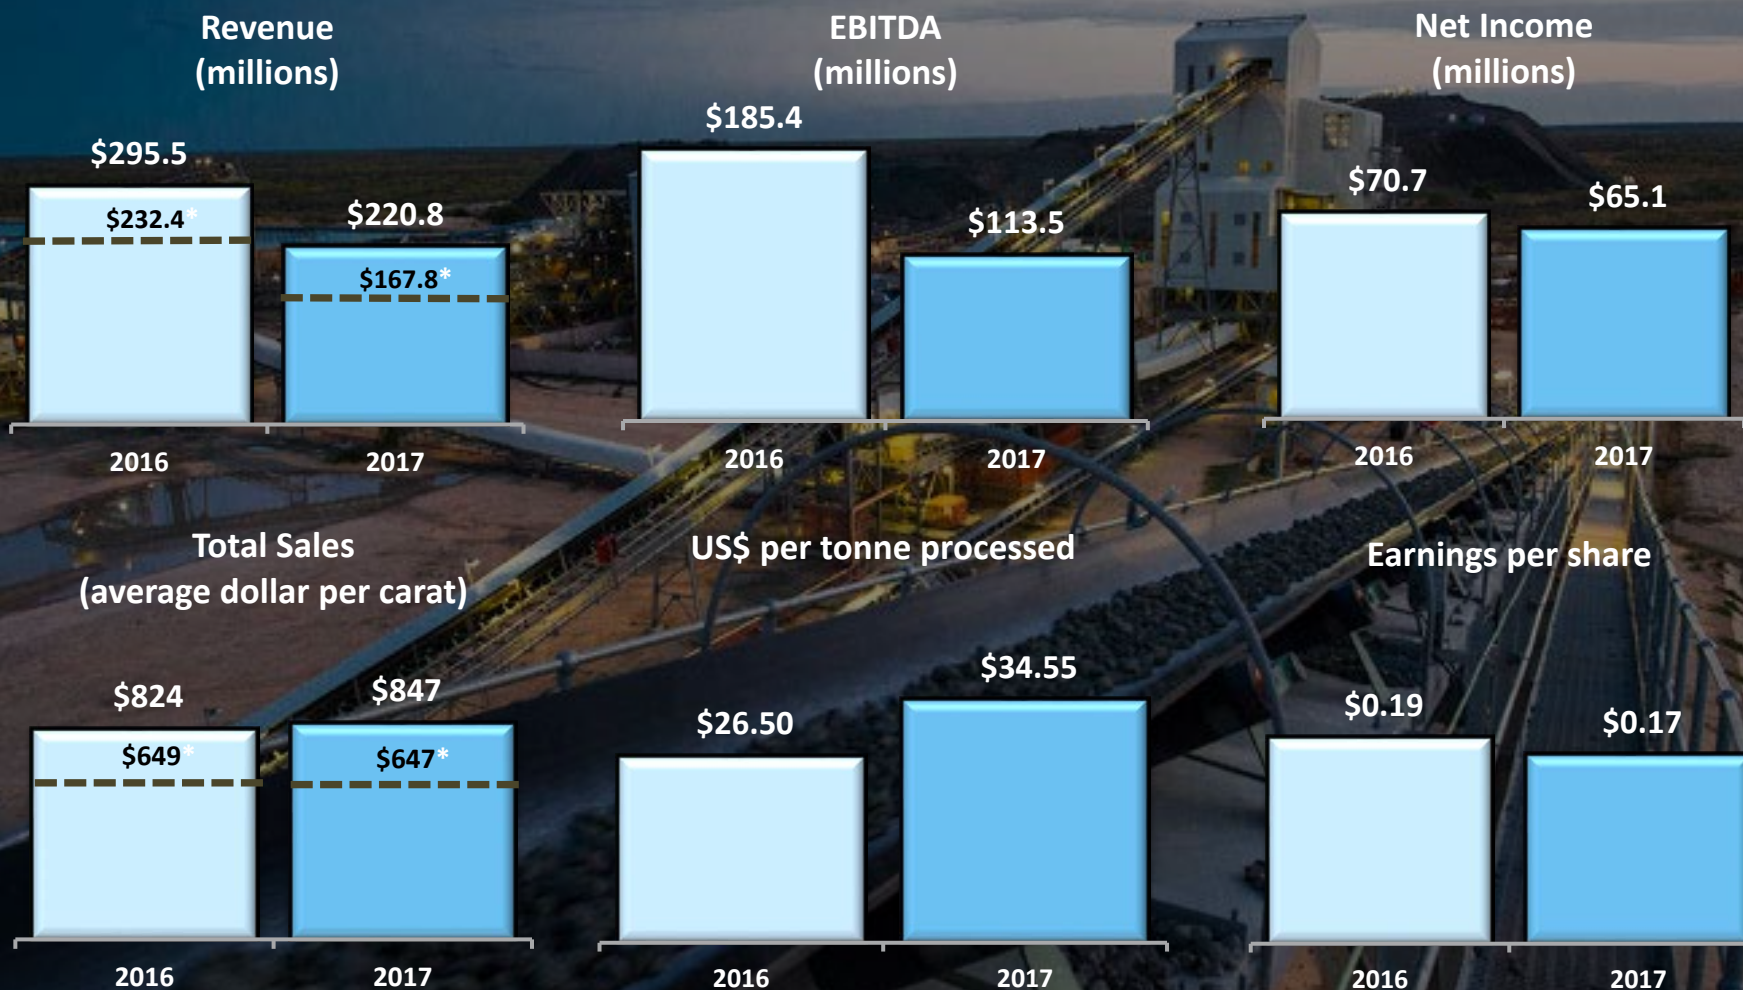 Revenue
(millions)
$295.5
$232.4*
$220.8
$167.8*
2016
2017
EBITDA
(millions)
$185.4
$113.5
2016
2017
Net Income
(millions)
$70.7
$65.1
2016
2017
Total Sales
(average dollar per carat)
$824
$649*
$847
$647*
2016
2017
US$ per tonne processed
$26.50
$34.55
2016
2017
Earnings per share
$0.19
$0.17
2016
2017